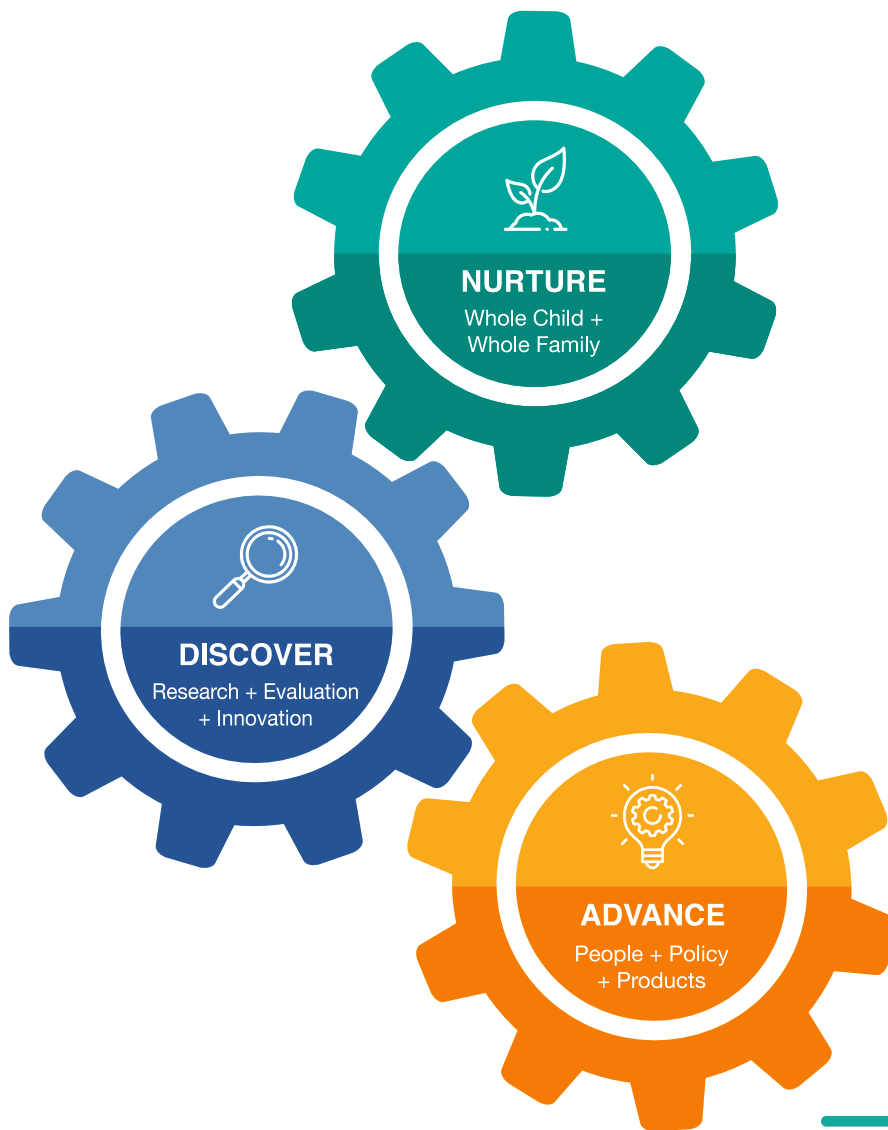 NURTURE
Whole Child +
Whole Family
DISCOVER
Research + Evaluation
+ Innovation
ADVANCE
People + Policy
+ Products